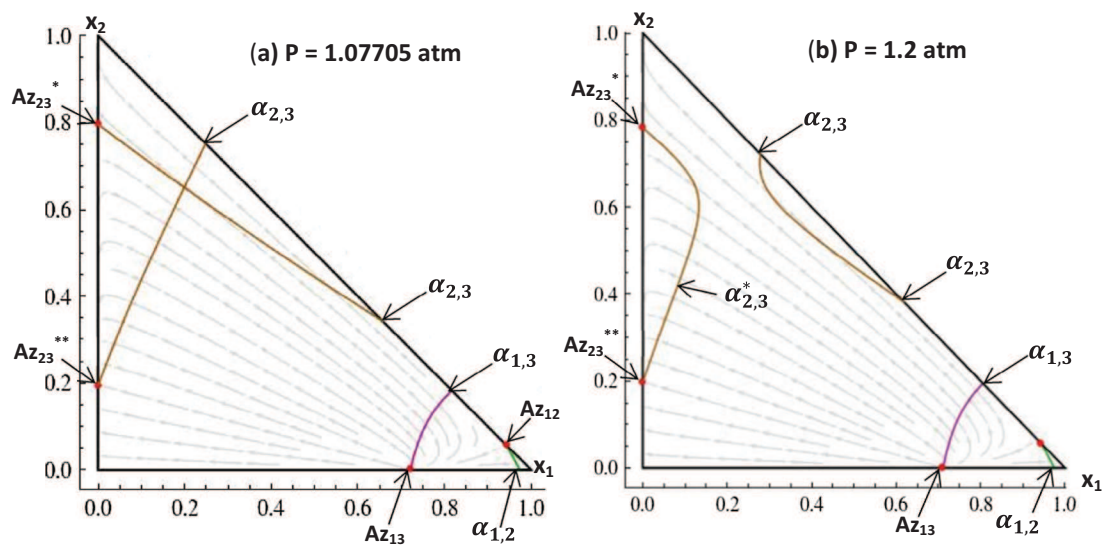 x₂
(a) P = 1.07705 atm
1.0
Az₂₃*
α₂,₃
0.8
0.6
0.4
α₂,₃
Az₂₃**
α₁,₃
0.2
Az₁₂
0.0
x₁
0.0 0.2 0.4 0.6 0.8 1.0
Az₁₃
α₁,₂
x₂
(b) P = 1.2 atm
1.0
Az₂₃*
α₂,₃
0.8
0.6
0.4
α₂,₃
α*₂,₃
Az₂₃**
α₁,₃
0.2
0.0
x₁
0.0 0.2 0.4 0.6 0.8 1.0
Az₁₃
α₁,₂